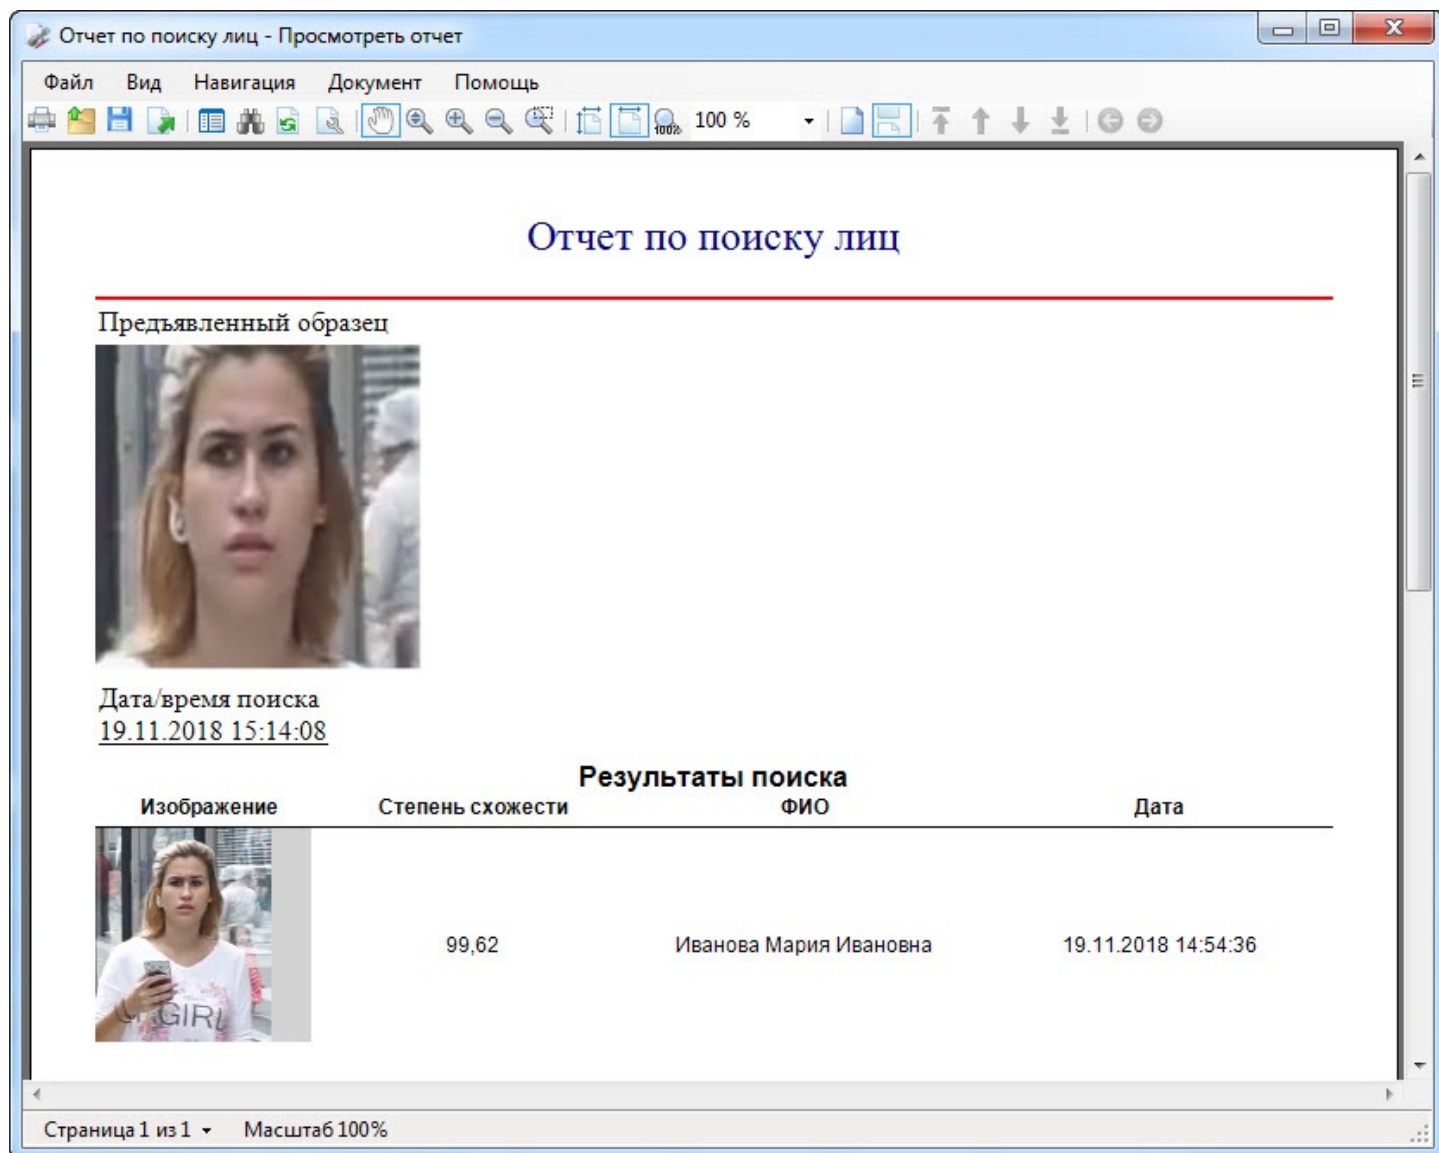 Отчет по поиску лиц - Просмотреть отчет
Файл Вид Навигация Документ Помощь
100% 100 %
Отчет по поиску лиц
Предъявленный образец
Дата/время поиска
19.11.2018 15:14:08
Результаты поиска
Изображение Степень схожести ФИО Дата
99,62 Иванова Мария Ивановна 19.11.2018 14:54:36
GIRL
Страница 1 из 1 Масштаб 100%